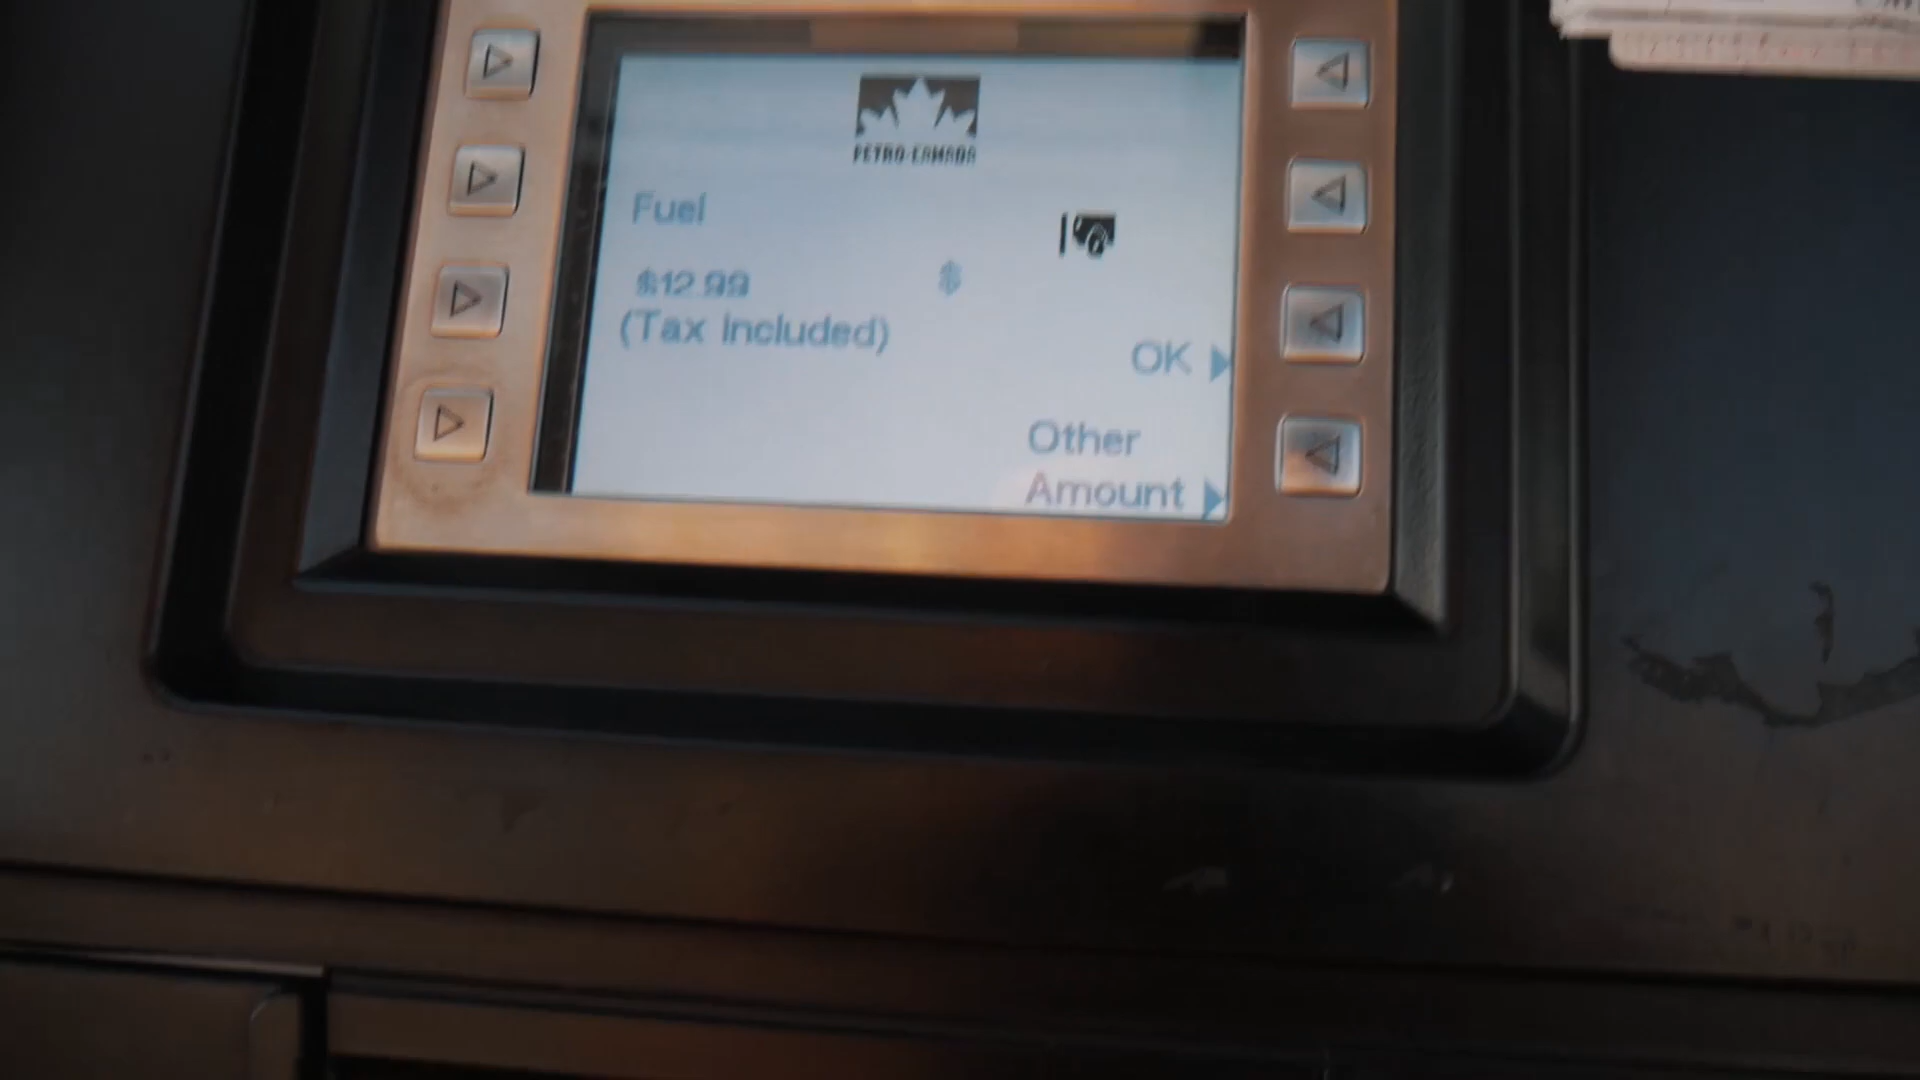 PETRO-CANADA
Fuel
$12.99 $
(Tax included)
OK
Other
Amount